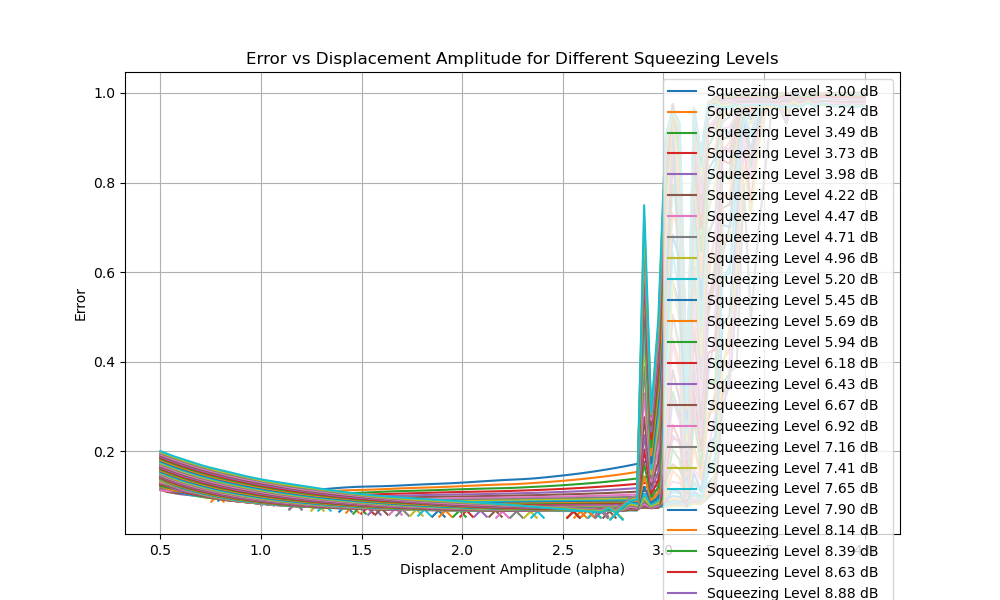 Error vs Displacement Amplitude for Different Squeezing Levels
Error
1.0
0.8
0.6
0.4
0.2
0.5
1.0
1.5
2.0
2.5
3.0
Displacement Amplitude (alpha)
Squeezing Level 3.00 dB
Squeezing Level 3.24 dB
Squeezing Level 3.49 dB
Squeezing Level 3.73 dB
Squeezing Level 3.98 dB
Squeezing Level 4.22 dB
Squeezing Level 4.47 dB
Squeezing Level 4.71 dB
Squeezing Level 4.96 dB
Squeezing Level 5.20 dB
Squeezing Level 5.45 dB
Squeezing Level 5.69 dB
Squeezing Level 5.94 dB
Squeezing Level 6.18 dB
Squeezing Level 6.43 dB
Squeezing Level 6.67 dB
Squeezing Level 6.92 dB
Squeezing Level 7.16 dB
Squeezing Level 7.41 dB
Squeezing Level 7.65 dB
Squeezing Level 7.90 dB
Squeezing Level 8.14 dB
Squeezing Level 8.39 dB
Squeezing Level 8.63 dB
Squeezing Level 8.88 dB